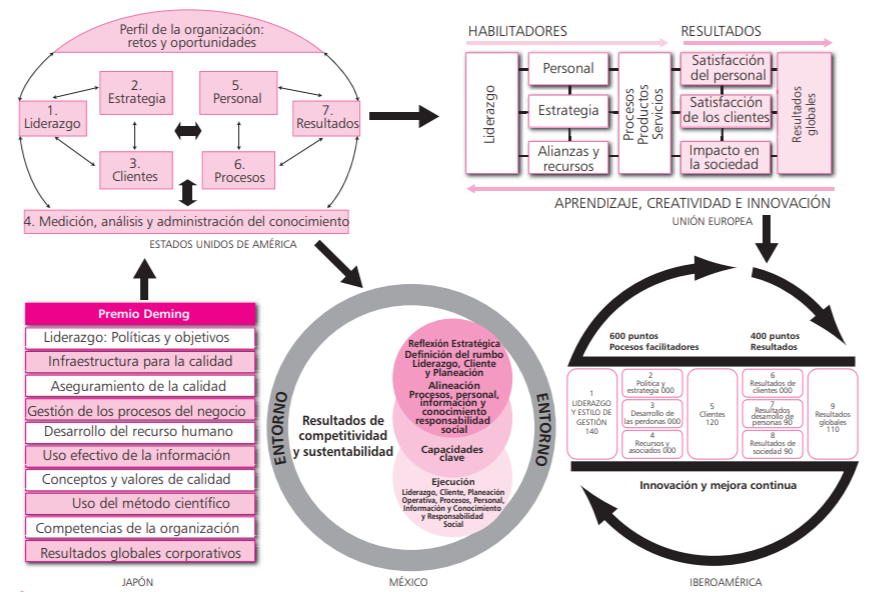 Perfil de la organización:
retos y oportunidades
1.
Liderazgo
2.
Estrategia
3.
Clientes
5.
Personal
6.
Procesos
7.
Resultados
4. Medición, análisis y administración del conocimiento
ESTADOS UNIDOS DE AMÉRICA
HABILITADORES
RESULTADOS
Liderazgo
Personal
Estrategia
Alianzas y
recursos
Procesos
Productos
Servicios
Satisfacción
del personal
Satisfacción
de los clientes
Impacto en
la sociedad
Resultados
globales
APRENDIZAJE, CREATIVIDAD E INNOVACIÓN
UNIÓN EUROPEA
Premio Deming
Liderazgo: Políticas y objetivos
Infraestructura para la calidad
Aseguramiento de la calidad
Gestión de los procesos del negocio
Desarrollo del recurso humano
Uso efectivo de la información
Conceptos y valores de calidad
Uso del método científico
Competencias de la organización
Resultados globales corporativos
JAPÓN
ENTORNO
Resultados de
competitividad
y sustentabilidad
Reflexión Estratégica
Definición del rumbo
Liderazgo, Cliente
y Planeación
Alineación
Procesos, personal,
información y
conocimiento
responsabilidad
social
Capacidades
clave
Ejecución
Liderazgo, Cliente, Planeación
Operativa, Procesos, Personal,
Información y Conocimiento
y Responsabilidad
Social
ENTORNO
MÉXICO
600 puntos
Pocesos facilitadores
400 puntos
Resultados
1
LIDERAZGO
Y ESTILO DE
GESTIÓN
140
2
Politica y
estrategia 000
3
Desarrollo de
las perdonas 000
4
Recursos y
asociados 000
5
Clientes
120
6
Resultados de
clientes 000
7
Resultados
desarrollo de
personas 90
8
Resultados de
sociedad 90
9
Resultados
globales
110
Innovación y mejora continua
IBEROAMÉRICA